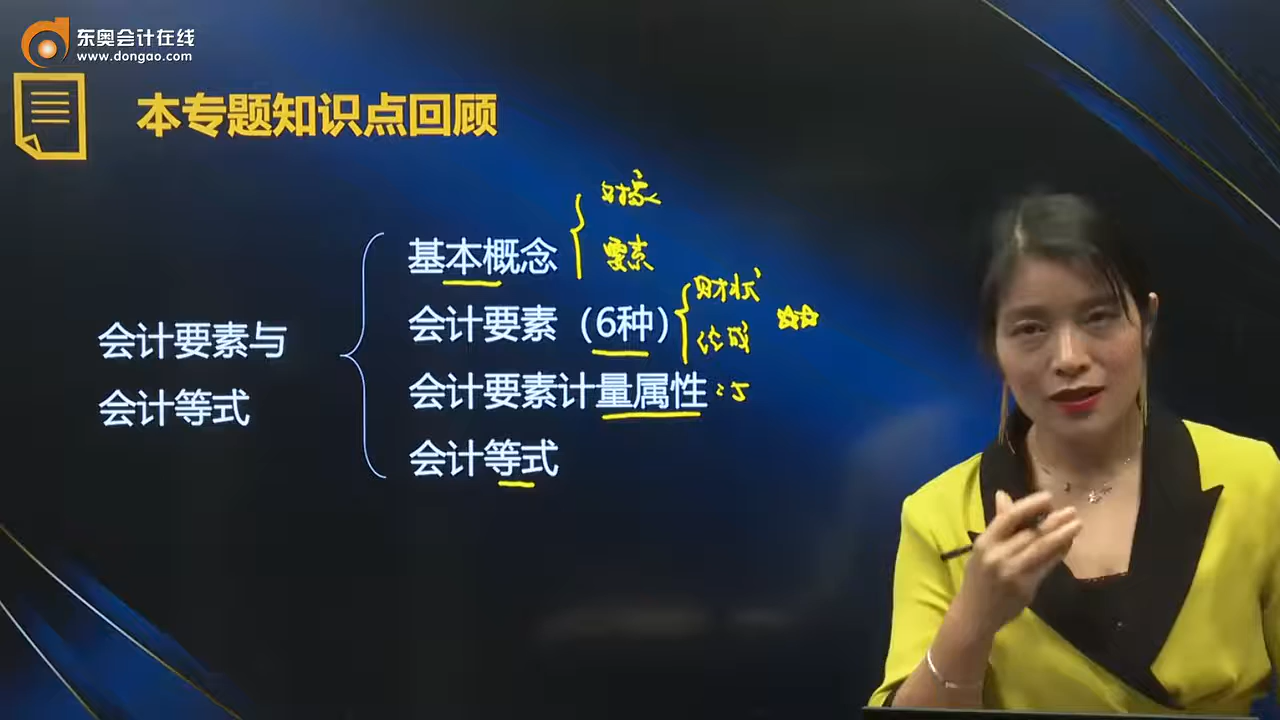 东奥会计在线
www.dongao.com
本专题知识点回顾
会计要素与
会计等式
基本概念
对象
要素
会计要素（6种）
财状
经成
会计要素计量属性：5
会计等式